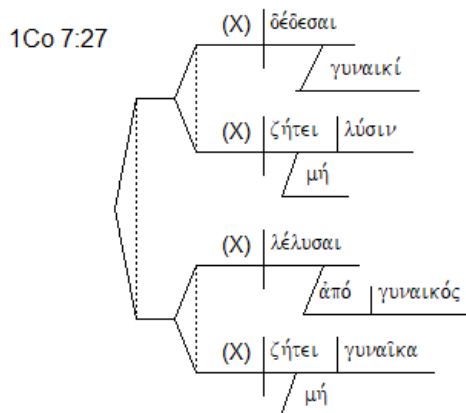 1Co 7:27
(X) δέδεσαι
γυναικί
(X) ζήτει λύσιν
μή
(X) λέλυσαι
ἀπό γυναικός
(X) ζήτει γυναῖκα
μή